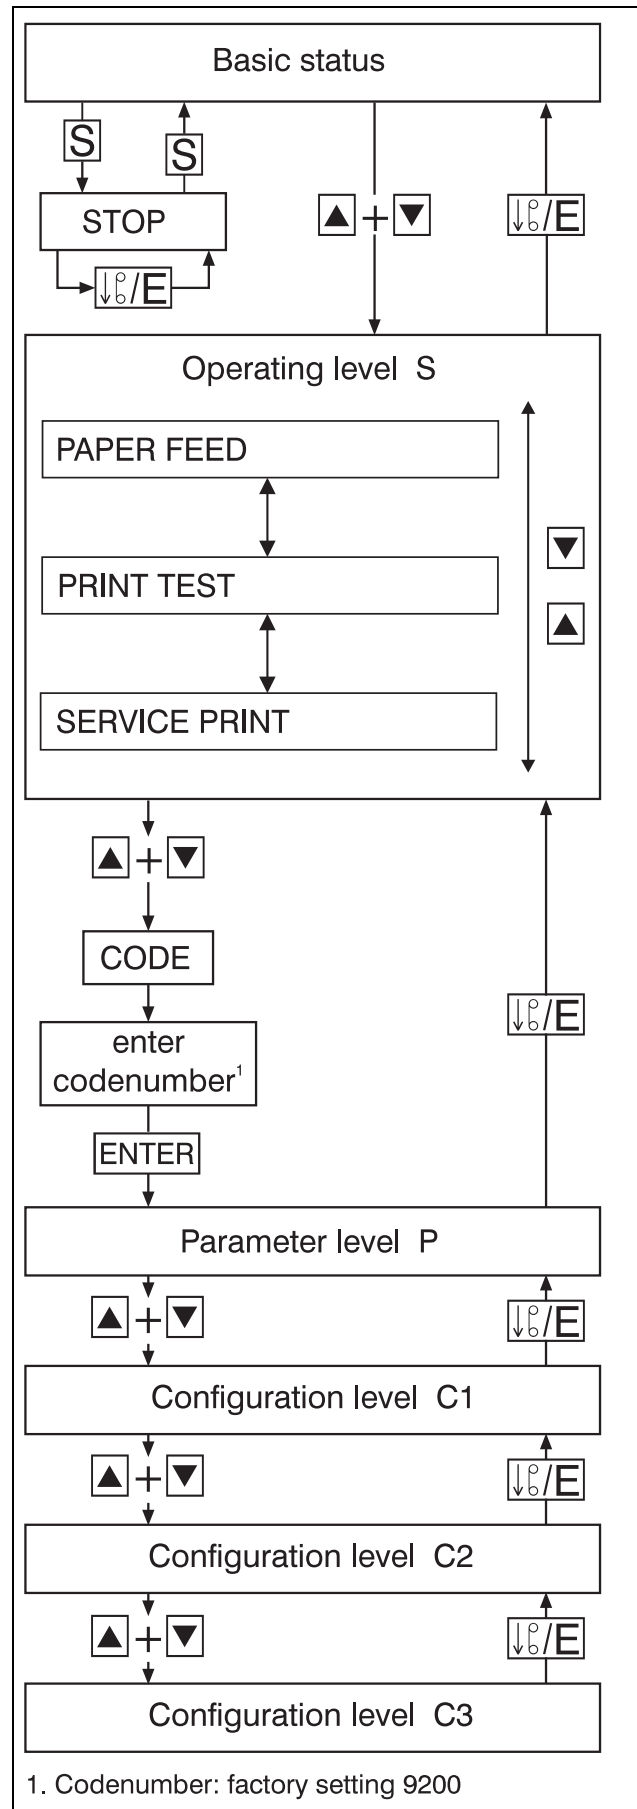 Basic status
S
S
STOP
+
/E
/E
Operating level S
PAPER FEED
PRINT TEST
SERVICE PRINT
+
CODE
/E
enter
codenumber¹
ENTER
Parameter level P
+
/E
Configuration level C1
+
/E
Configuration level C2
+
/E
Configuration level C3
1. Codenumber: factory setting 9200